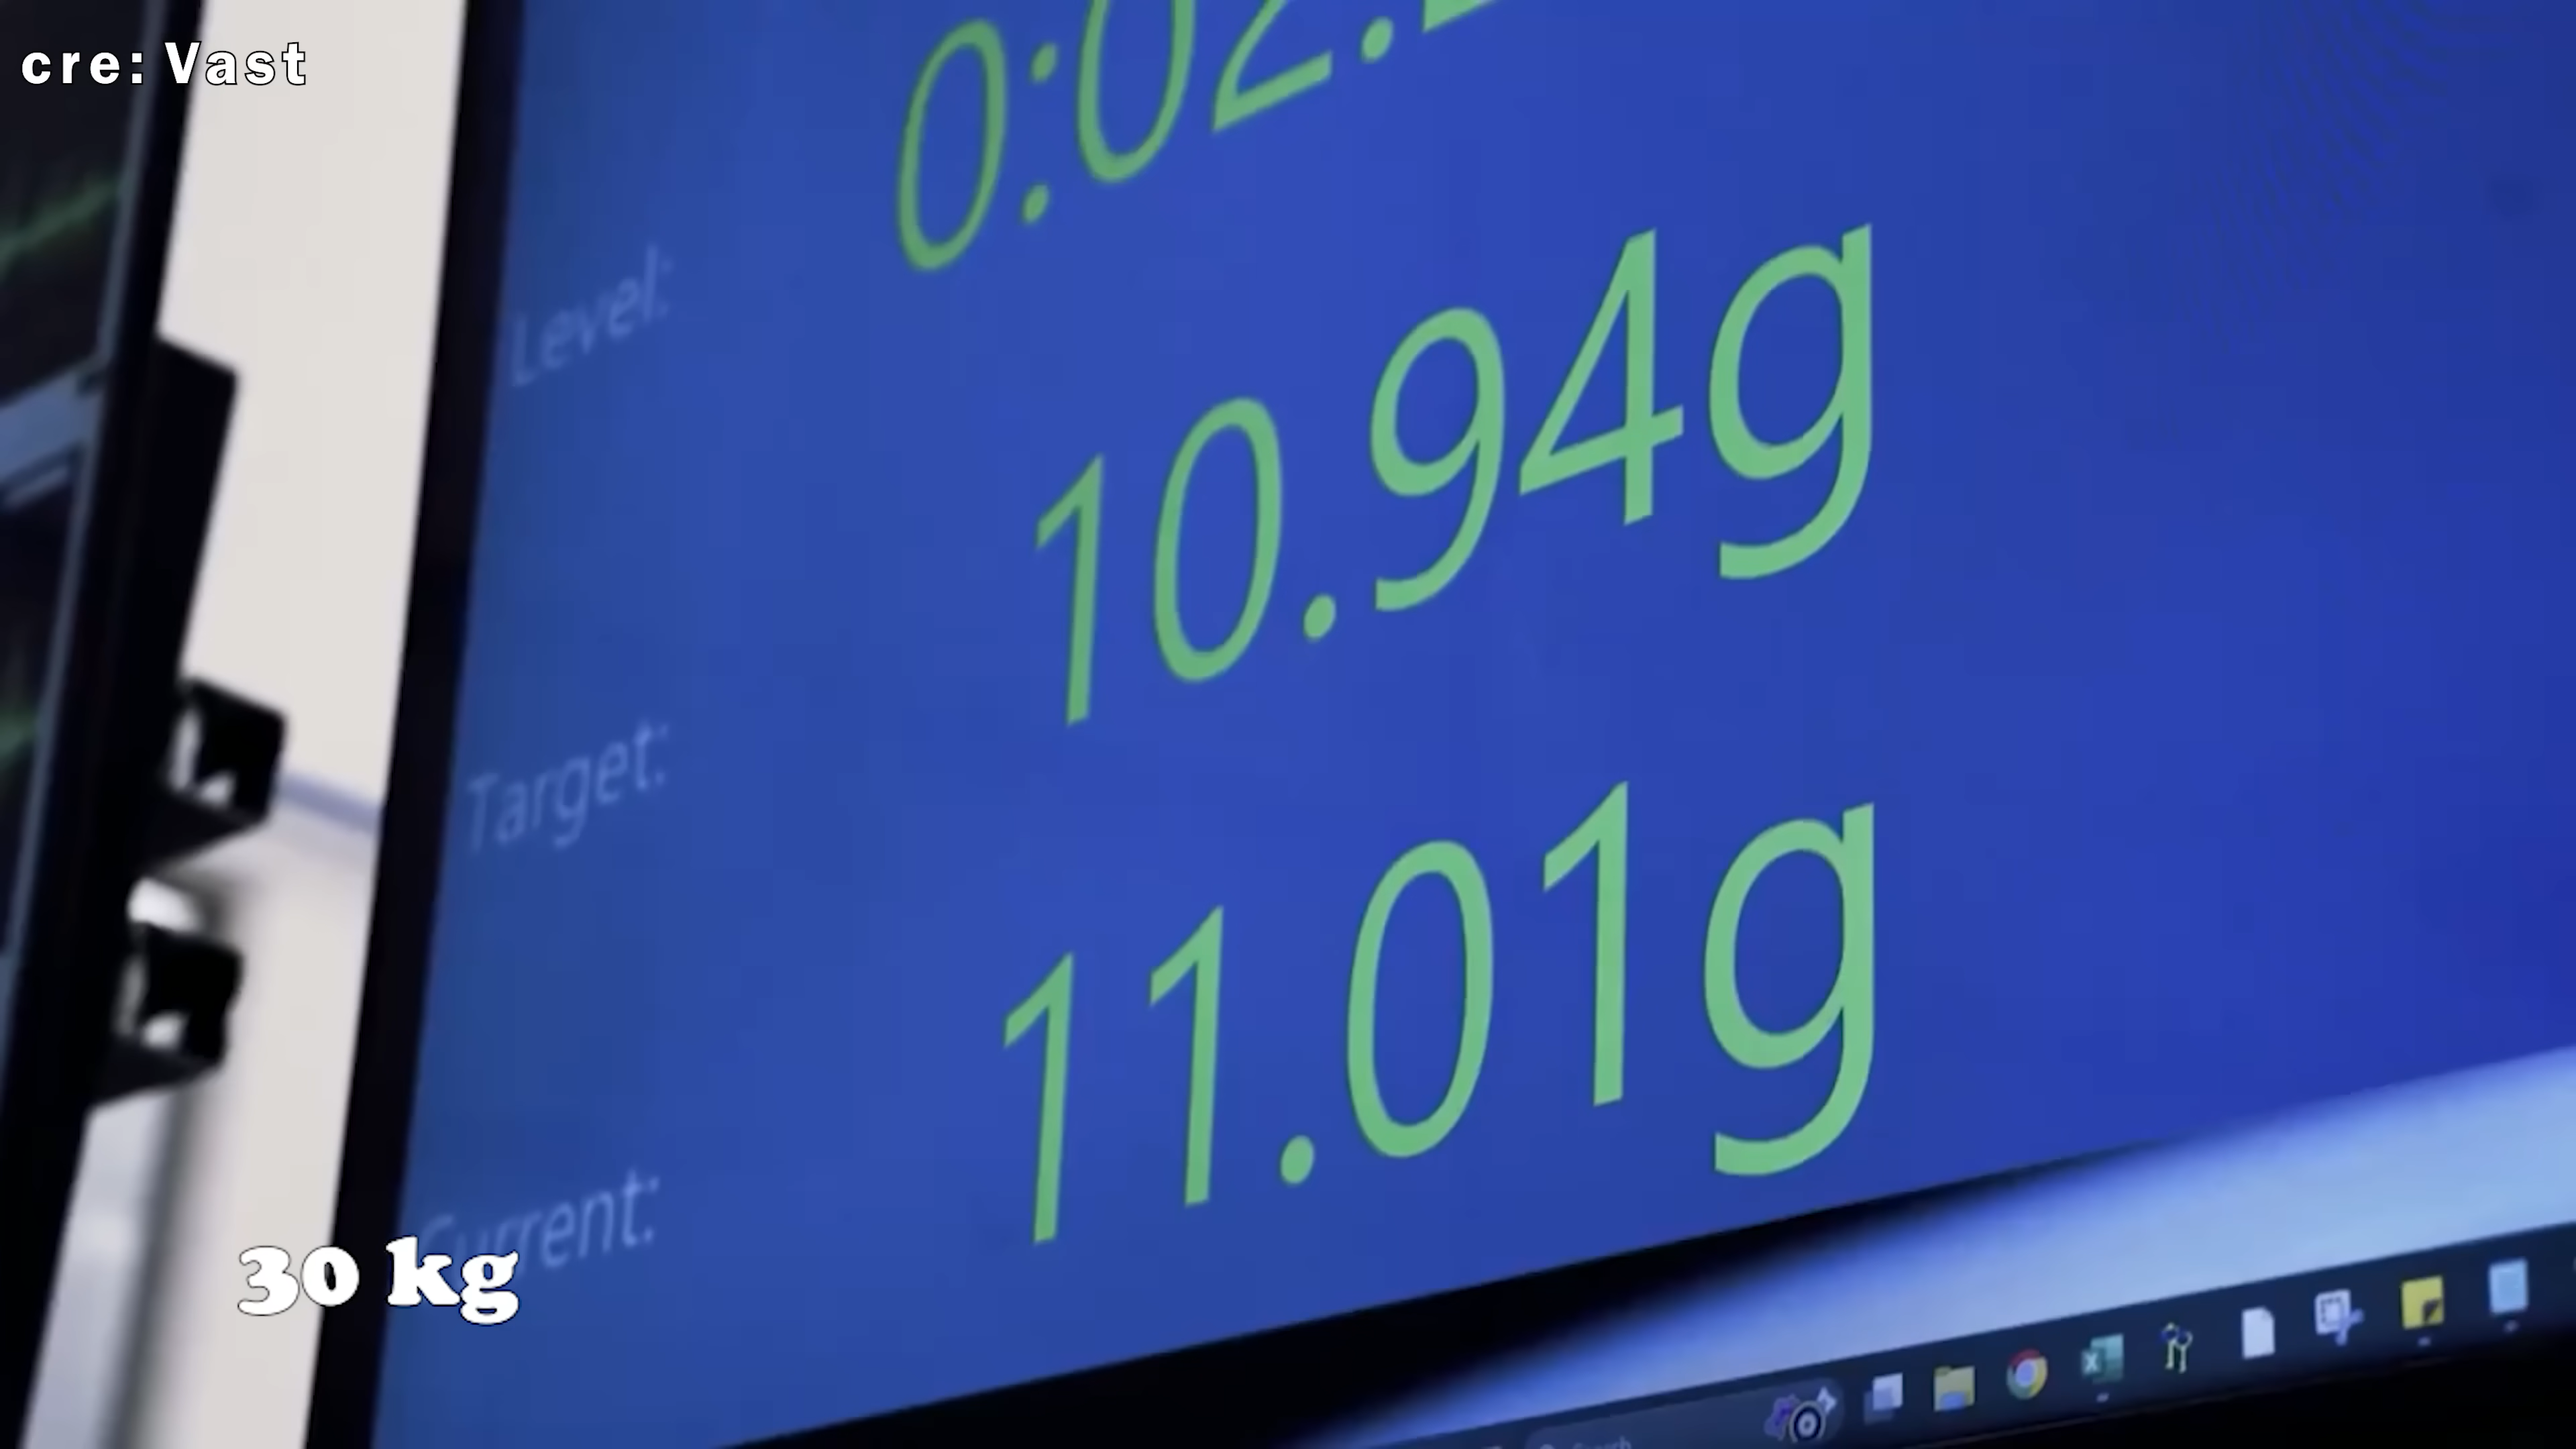 cre: Vast
0:02.
Level:
10.94g
Target:
11.01g
Current:
30 kg